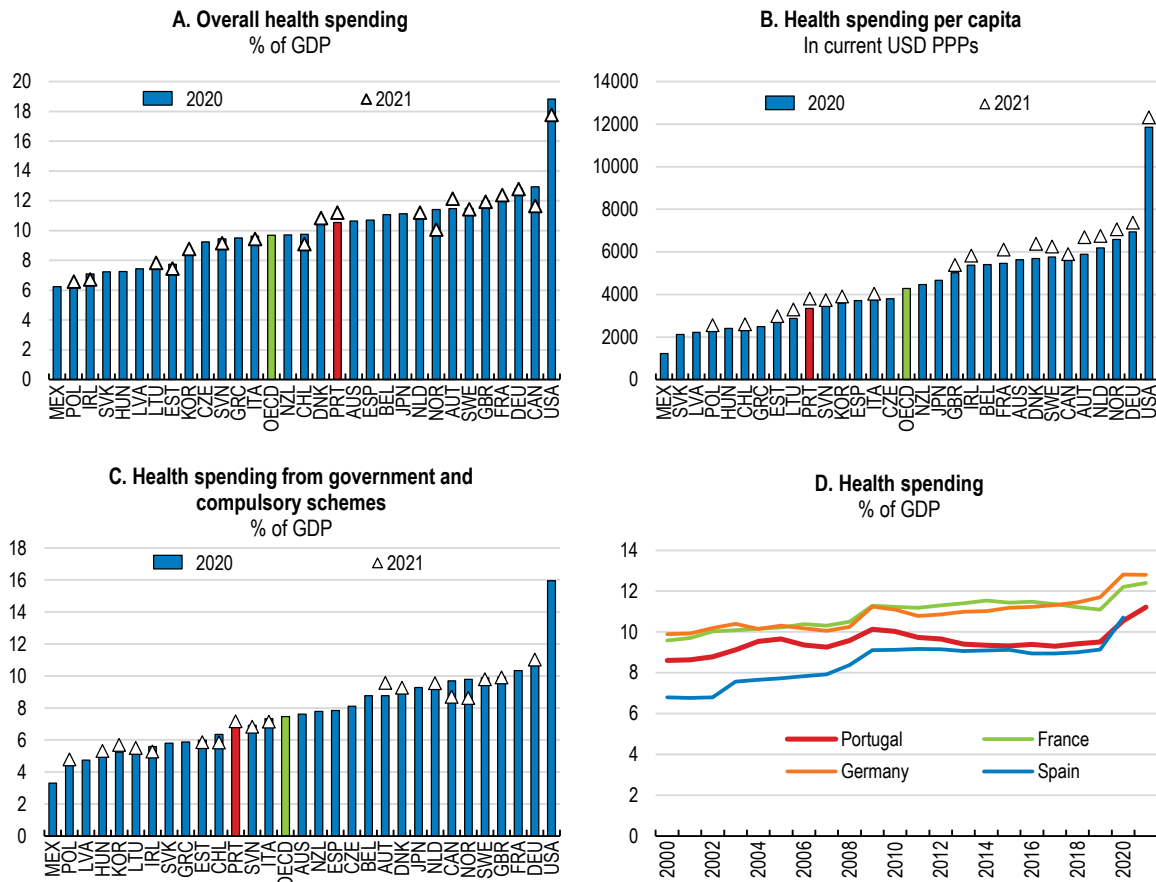 A. Overall health spending
% of GDP
20
18
16
14
12
10
8
6
4
2
0
2020
2021
MEX
POL
IRL
SVK
HUN
LVA
LTU
EST
KOR
CZE
SVN
GRC
ITA
OECD
NZL
CHL
DNK
PRT
AUS
ESP
BEL
JPN
NLD
NOR
AUT
SWE
GBR
FRA
DEU
CAN
USA
B. Health spending per capita
In current USD PPPs
14000
12000
10000
8000
6000
4000
2000
0
2020
2021
MEX
SVK
LVA
POL
HUN
CHL
GRC
EST
LTU
PRT
SVN
KOR
ESP
ITA
CZE
OECD
NZL
JPN
GBR
IRL
BEL
FRA
AUS
DNK
SWE
CAN
AUT
NLD
NOR
DEU
USA
C. Health spending from government and
compulsory schemes
% of GDP
18
16
14
12
10
8
6
4
2
0
2020
2021
MEX
POL
LVA
HUN
KOR
LTU
IRL
SVK
GRC
EST
CHL
PRT
SVN
ITA
OECD
AUS
NZL
ESP
CZE
BEL
AUT
DNK
JPN
NLD
CAN
NOR
SWE
GBR
FRA
DEU
USA
D. Health spending
% of GDP
14
12
10
8
6
4
2
0
Portugal
France
Germany
Spain
2000
2002
2004
2006
2008
2010
2012
2014
2016
2018
2020